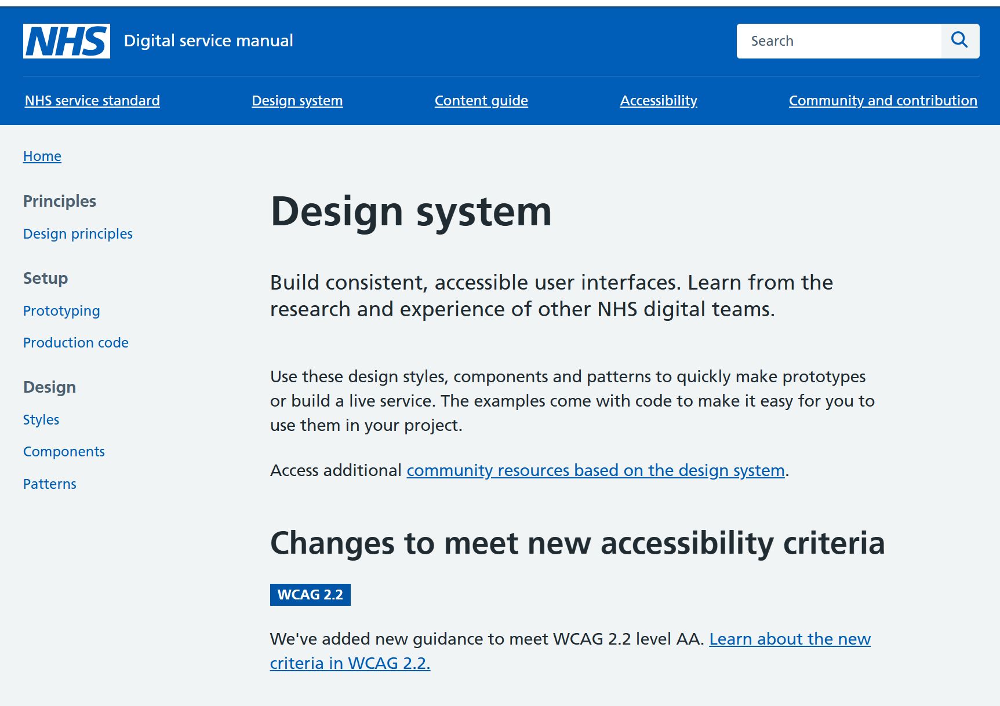 NHS Digital service manual
Search
NHS service standard Design system Content guide Accessibility Community and contribution
Home
Principles
Design principles
Setup
Prototyping
Production code
Design
Styles
Components
Patterns
Design system
Build consistent, accessible user interfaces. Learn from the
research and experience of other NHS digital teams.
Use these design styles, components and patterns to quickly make prototypes
or build a live service. The examples come with code to make it easy for you to
use them in your project.
Access additional community resources based on the design system.
Changes to meet new accessibility criteria
WCAG 2.2
We've added new guidance to meet WCAG 2.2 level AA. Learn about the new
criteria in WCAG 2.2.